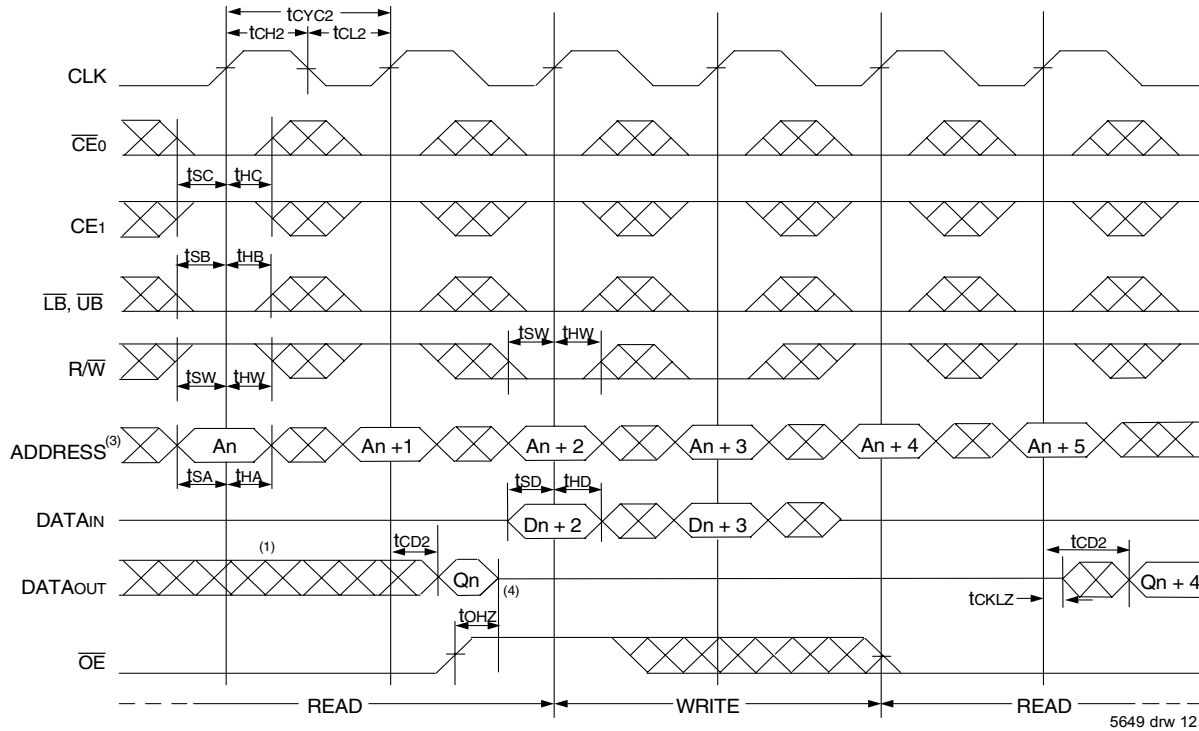 tCYC2
tCH2 tCL2
CLK
CE0
tSC tHC
CE1
tSB tHB
LB, UB
tSW tHW
R/W
tSW tHW
ADDRESS(3) An An +1 An + 2 An + 3 An + 4 An + 5
tSA tHA
tSD tHD
DATAIN Dn + 2 Dn + 3
(1) tCD2 tCD2
DATAOUT Qn (4) Qn + 4
tCKLZ
tOHZ
OE
READ WRITE READ
5649 drw 12